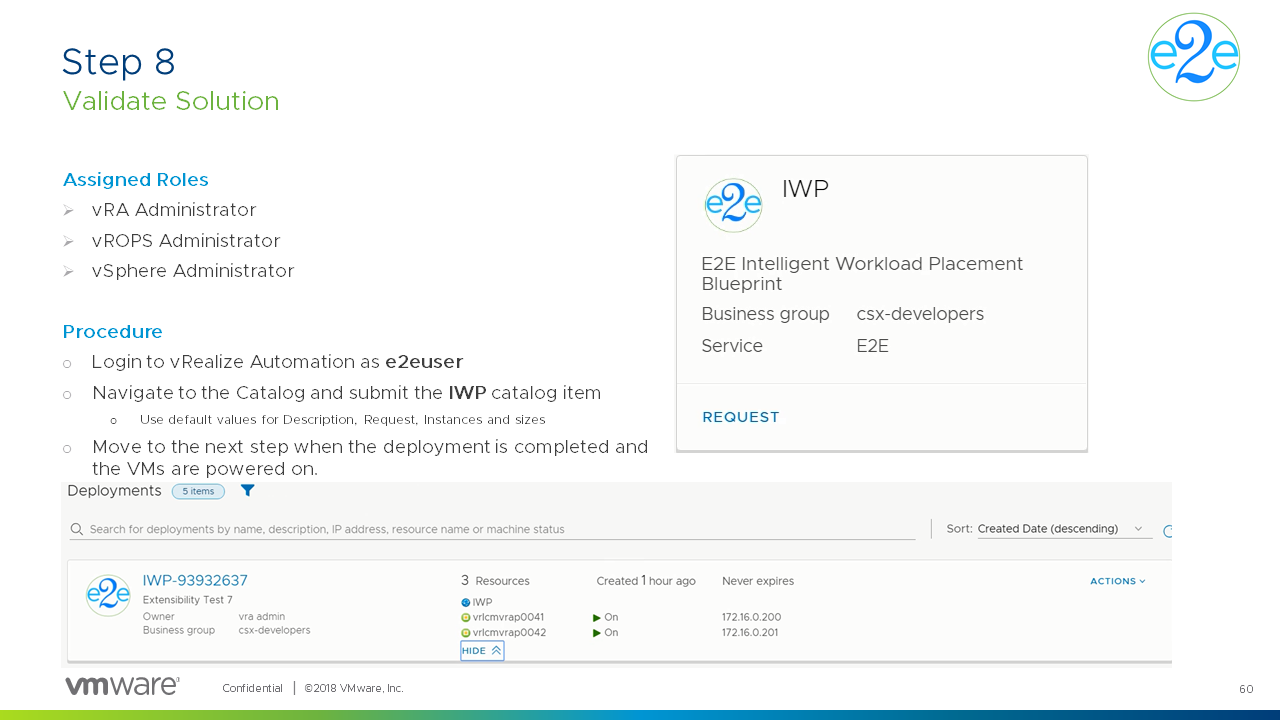 Step 8
Validate Solution
e2e
Assigned Roles
vRA Administrator
vROPS Administrator
vSphere Administrator
Procedure
Login to vRealize Automation as e2euser
Navigate to the Catalog and submit the IWP catalog item
Use default values for Description, Request, Instances and sizes
Move to the next step when the deployment is completed and
the VMs are powered on.
e2e
IWP
E2E Intelligent Workload Placement
Blueprint
Business group csx-developers
Service E2E
REQUEST
Deployments 5 items
Search for deployments by name, description, IP address, resource name or machine status
Sort: Created Date (descending)
e2e
IWP-93932637
Extensibility Test 7
Owner vra admin
Business group csx-developers
3 Resources Created 1 hour ago Never expires
ACTIONS
IWP
vrlcmvrap0041 On 172.16.0.200
vrlcmvrap0042 On 172.16.0.201
HIDE
vmware
Confidential | ©2018 VMware, Inc.
60